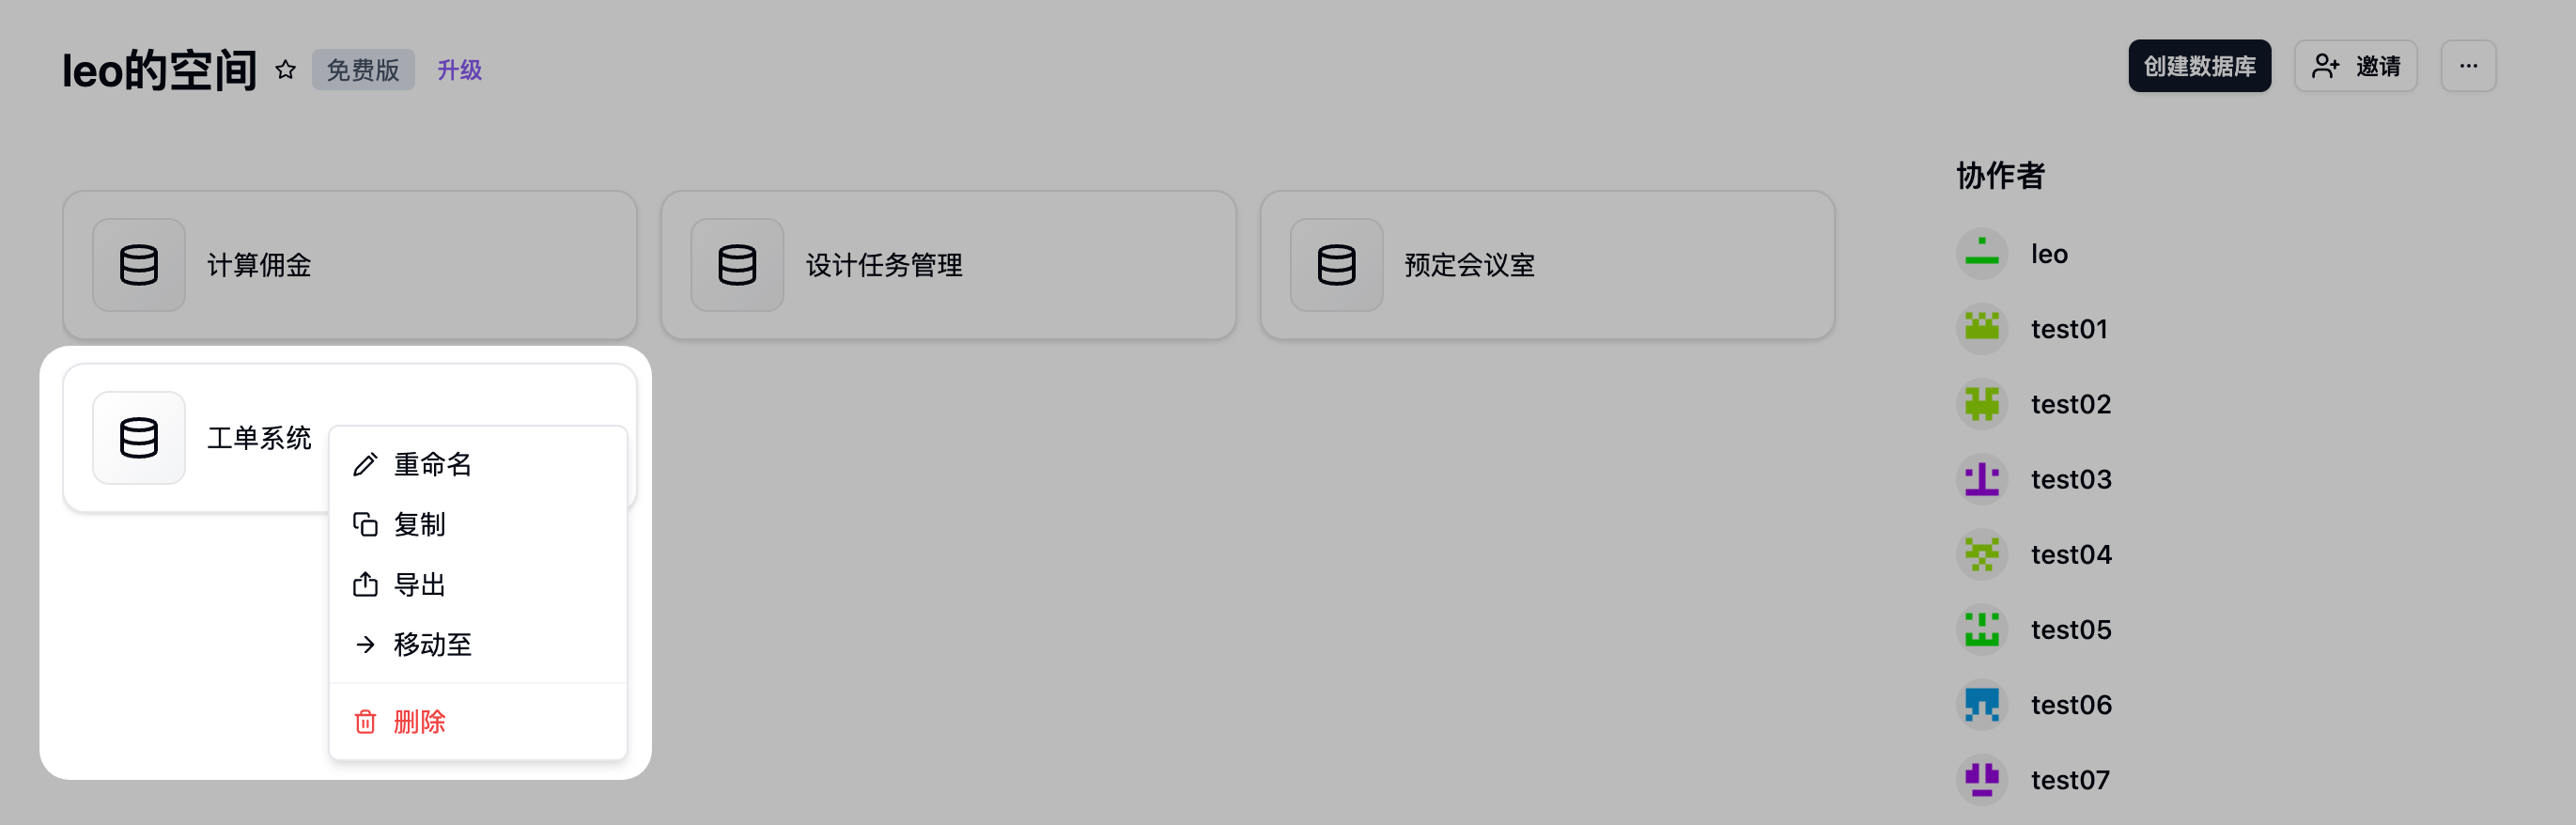 leo的空间 免费版 升级
创建数据库 邀请
计算佣金
设计任务管理
预定会议室
工单系统
重命名
复制
导出
移动至
删除
协作者
leo
test01
test02
test03
test04
test05
test06
test07